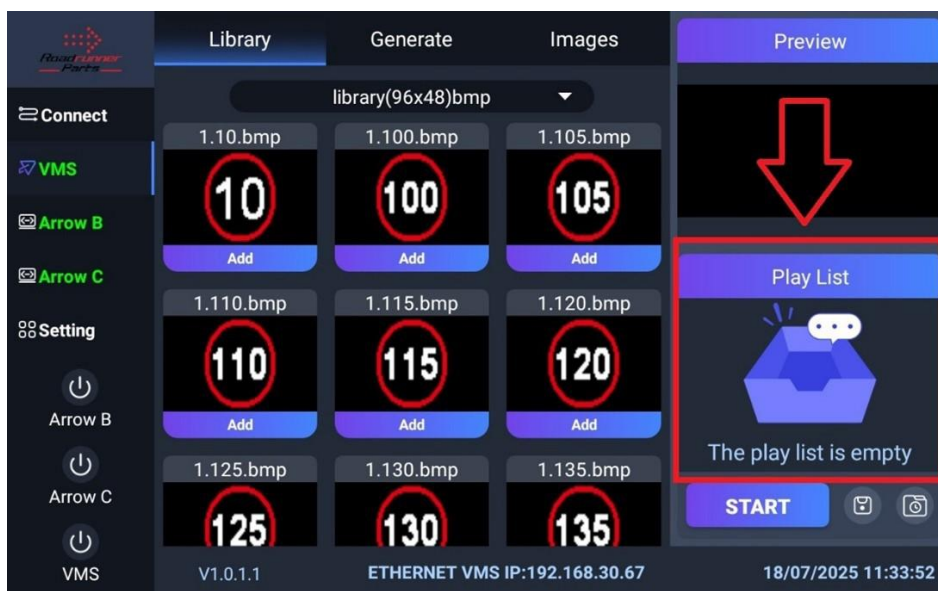 Roadrunner
Parts
Connect
VMS
Arrow B
Arrow C
Setting
Arrow B
Arrow C
VMS
Library
Generate
Images
library(96x48)bmp
1.10.bmp
1.100.bmp
1.105.bmp
10
100
105
Add
Add
Add
1.110.bmp
1.115.bmp
1.120.bmp
110
115
120
Add
Add
Add
1.125.bmp
1.130.bmp
1.135.bmp
125
130
135
Preview
Play List
The play list is empty
START
V1.0.1.1
ETHERNET VMS IP:192.168.30.67
18/07/2025 11:33:52